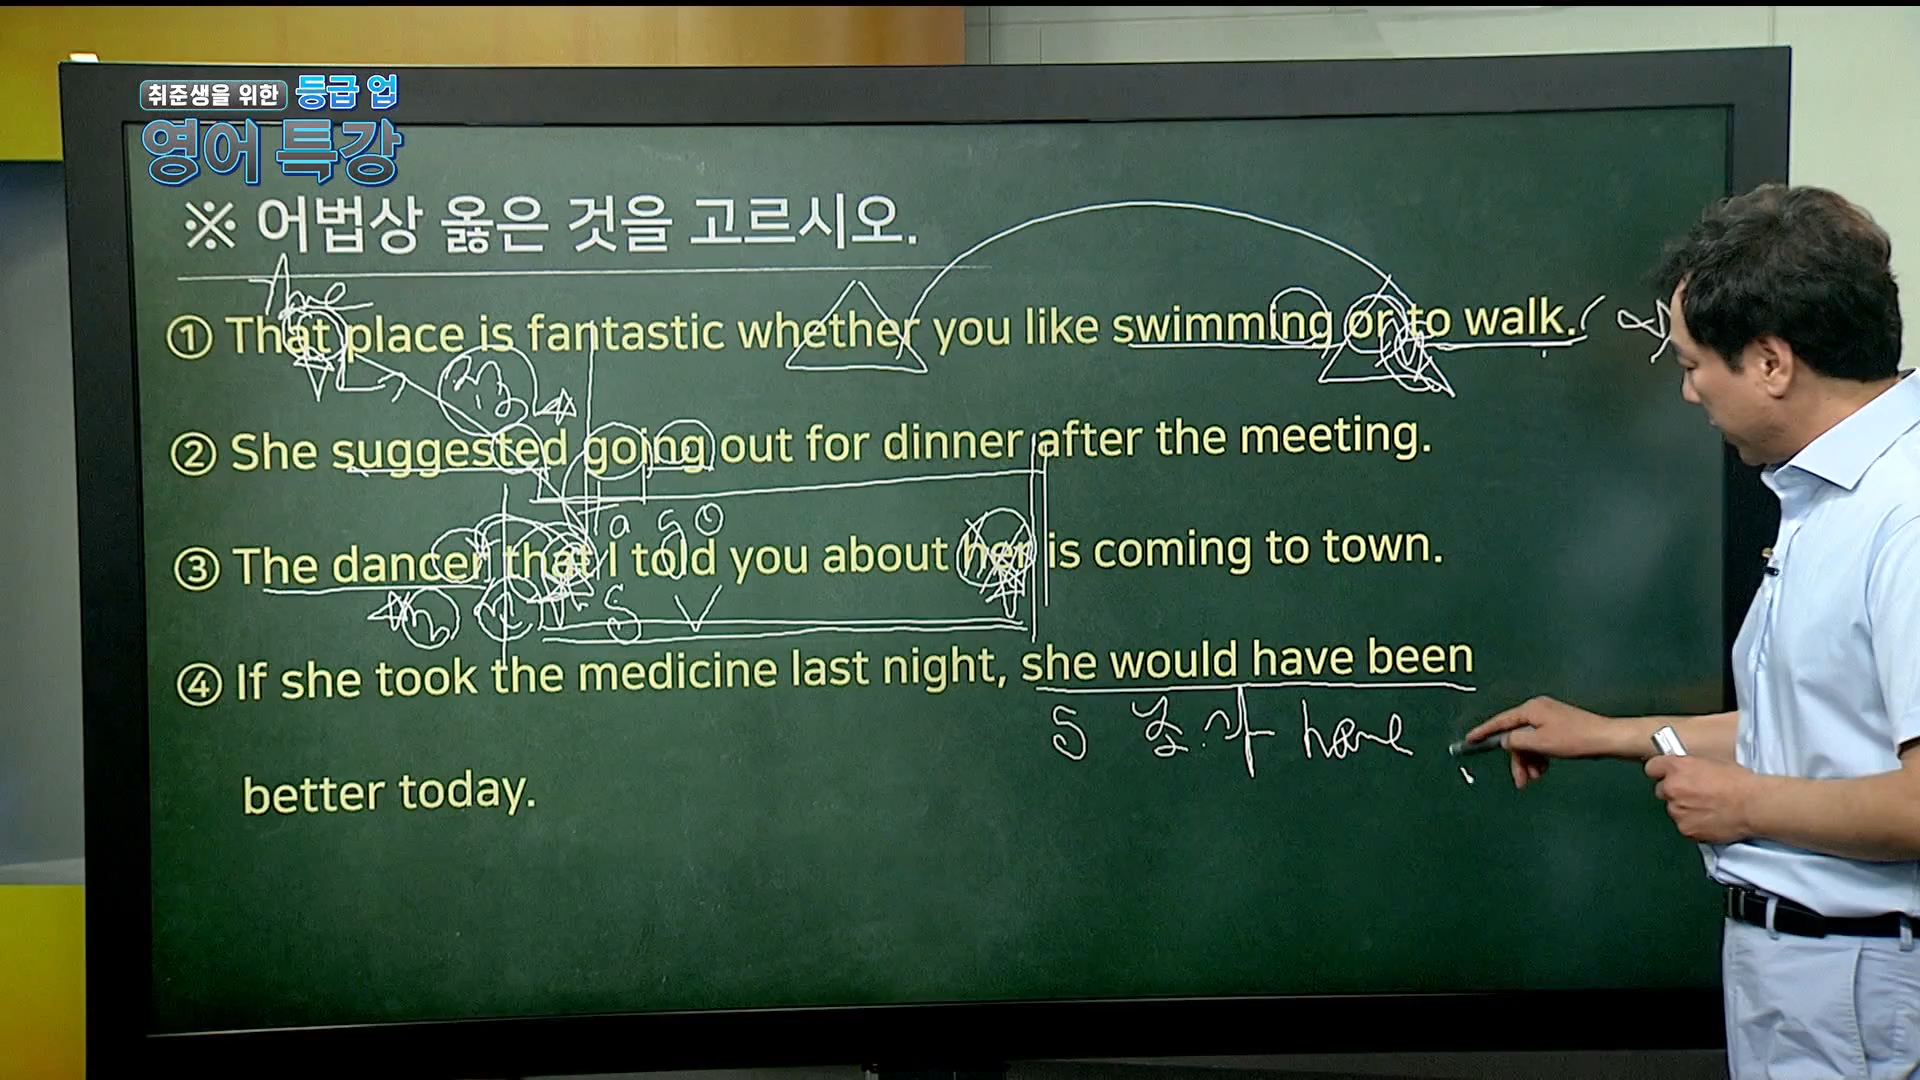 취준생을 위한 등급 업
영어 특강
※ 어법상 옳은 것을 고르시오.
① That place is fantastic whether you like swimming or to walk.
② She suggested going out for dinner after the meeting.
③ The dancer that I told you about her is coming to town.
S V
④ If she took the medicine last night, she would have been
S 조.과 have
better today.